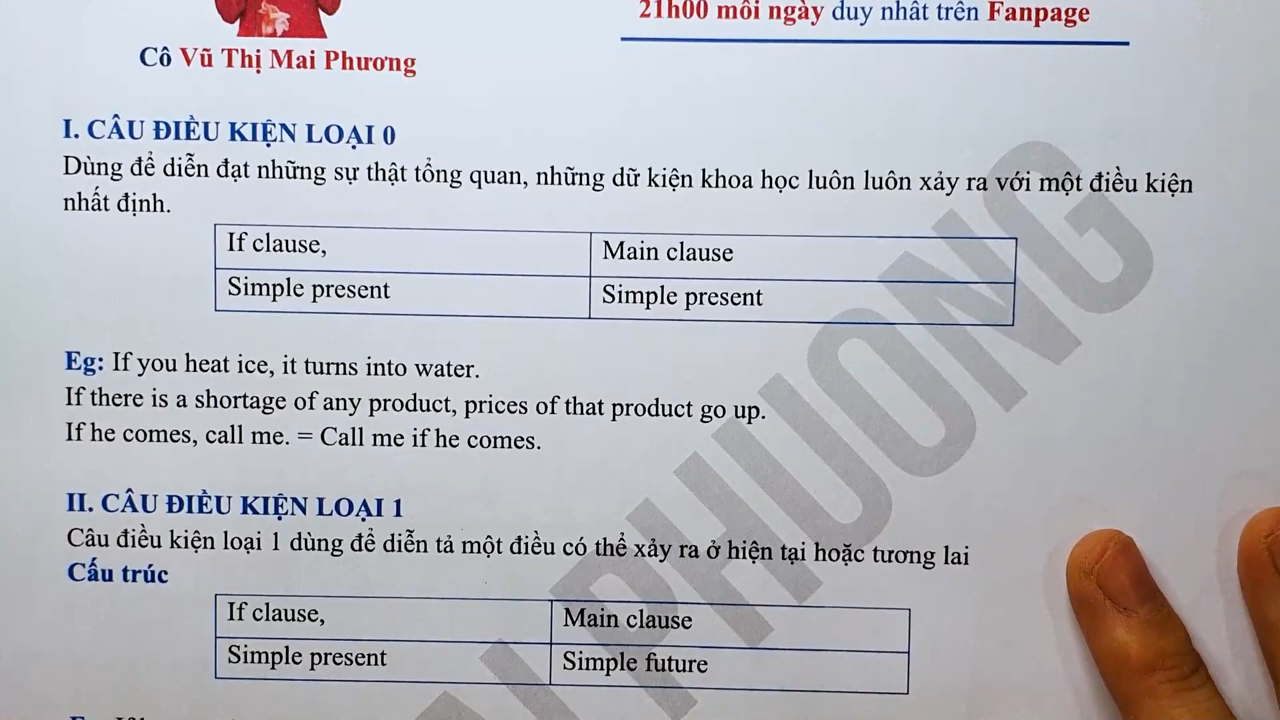 21h00 mỗi ngày duy nhất trên Fanpage
Cô Vũ Thị Mai Phương
I. CÂU ĐIỀU KIỆN LOẠI 0
Dùng để diễn đạt những sự thật tổng quan, những dữ kiện khoa học luôn luôn xảy ra với một điều kiện
nhất định.
If clause, Main clause
Simple present Simple present
Eg: If you heat ice, it turns into water.
If there is a shortage of any product, prices of that product go up.
If he comes, call me. = Call me if he comes.
II. CÂU ĐIỀU KIỆN LOẠI 1
Câu điều kiện loại 1 dùng để diễn tả một điều có thể xảy ra ở hiện tại hoặc tương lai
Cấu trúc
If clause, Main clause
Simple present Simple future
PHUONG